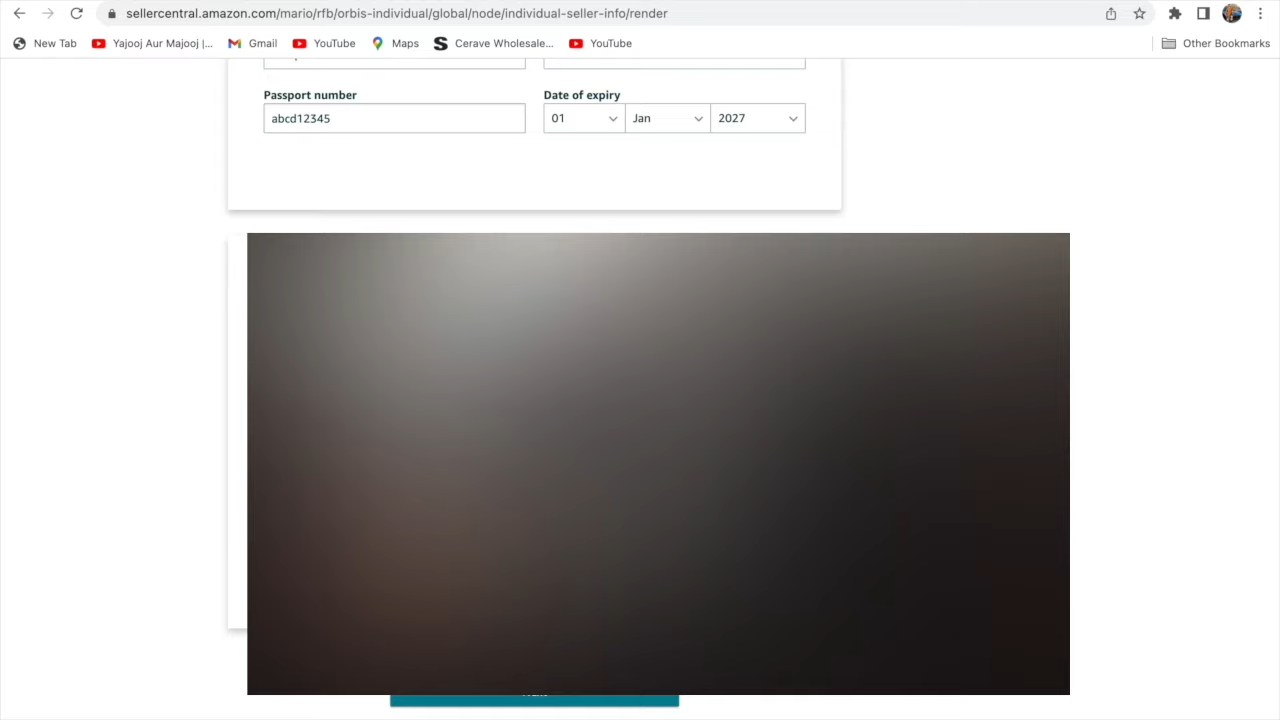 sellercentral.amazon.com/mario/rfb/orbis-individual/global/node/individual-seller-info/render
New Tab Yajooj Aur Majooj |... Gmail YouTube Maps Cerave Wholesale... YouTube Other Bookmarks
Passport number Date of expiry
abcd12345 01 Jan 2027